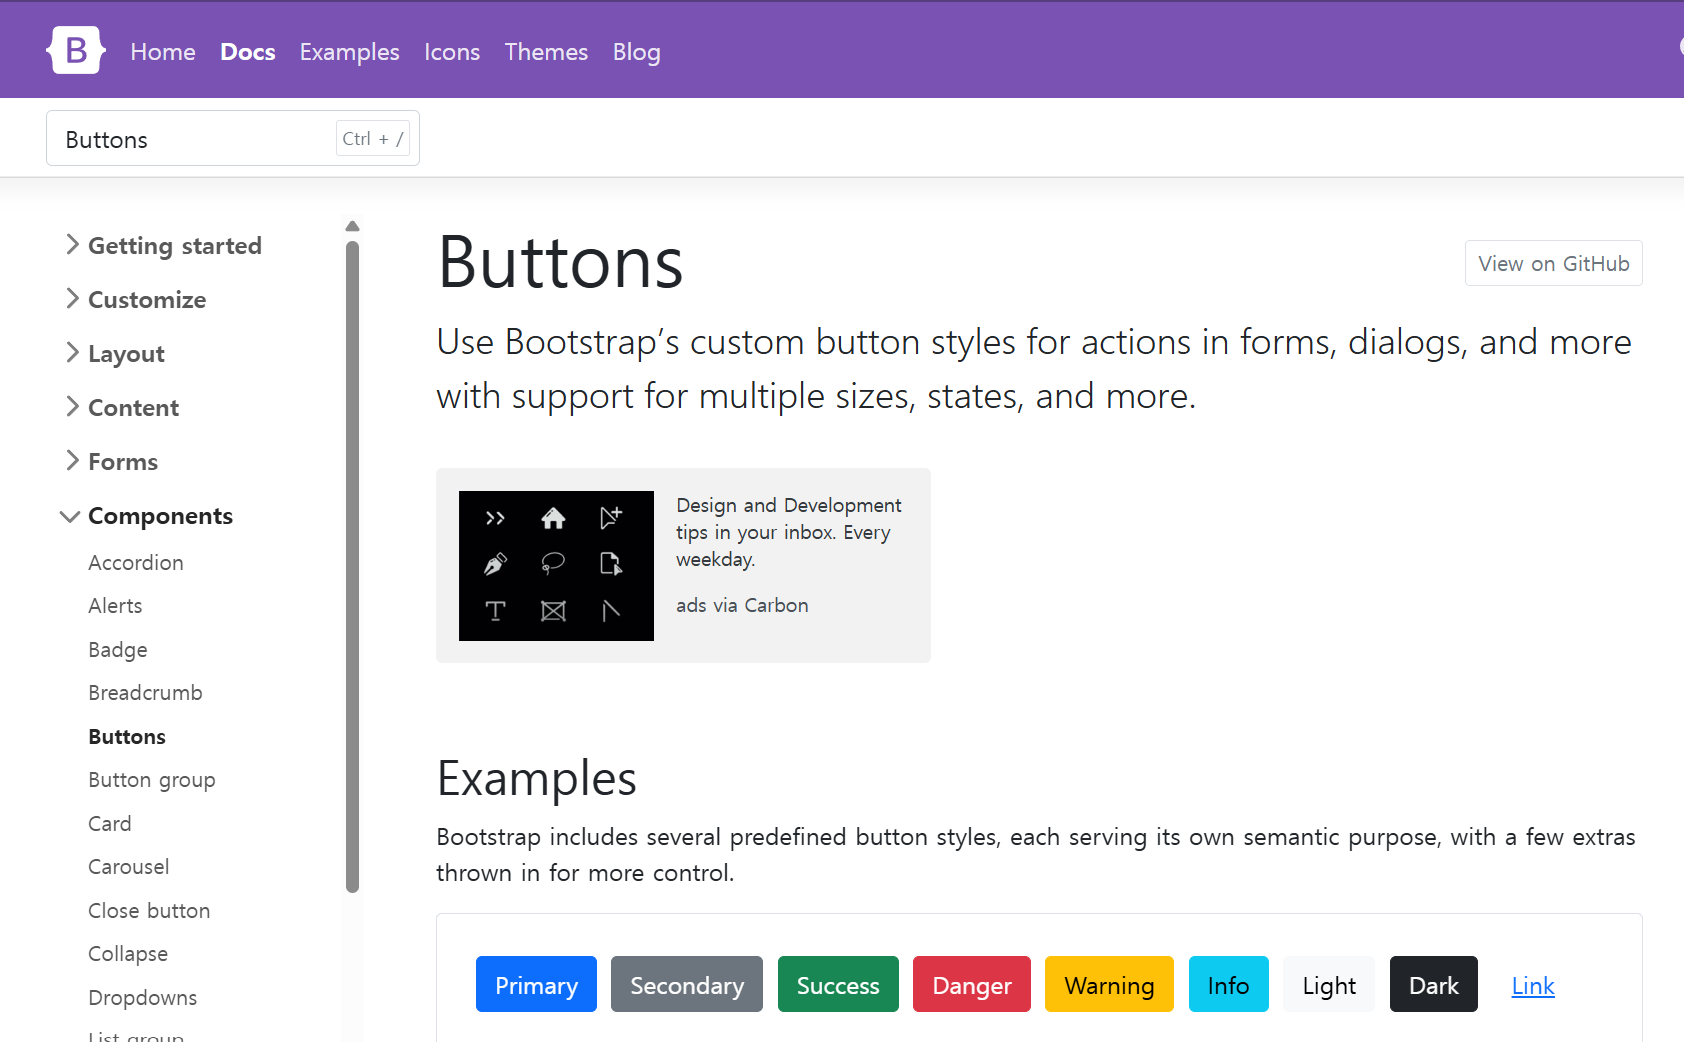 B
Home Docs Examples Icons Themes Blog
Buttons
Ctrl + /
Getting started
Customize
Layout
Content
Forms
Components
Accordion
Alerts
Badge
Breadcrumb
Buttons
Button group
Card
Carousel
Close button
Collapse
Dropdowns
List group
Buttons
View on GitHub
Use Bootstrap’s custom button styles for actions in forms, dialogs, and more
with support for multiple sizes, states, and more.
Design and Development
tips in your inbox. Every
weekday.
ads via Carbon
Examples
Bootstrap includes several predefined button styles, each serving its own semantic purpose, with a few extras
thrown in for more control.
Primary Secondary Success Danger Warning Info Light Dark Link